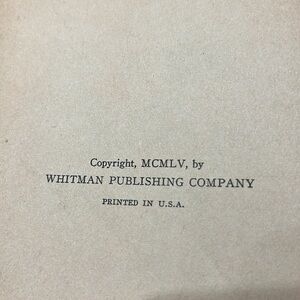 Copyright, MCMLV, by
WHITMAN PUBLISHING COMPANY
PRINTED IN U.S.A.